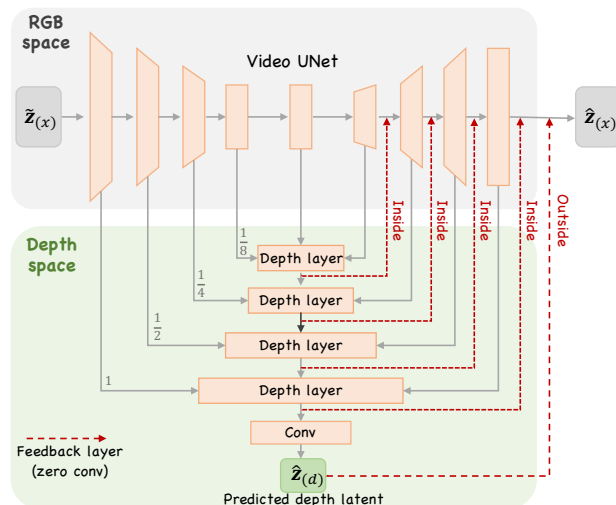 RGB
space
Video UNet
z̃(x)
ẑ(x)
Inside
Inside
Inside
Inside
Outside
Depth
space
1/8
Depth layer
1/4
Depth layer
1/2
Depth layer
1
Depth layer
Conv
Feedback layer
(zero conv)
ẑ(d)
Predicted depth latent